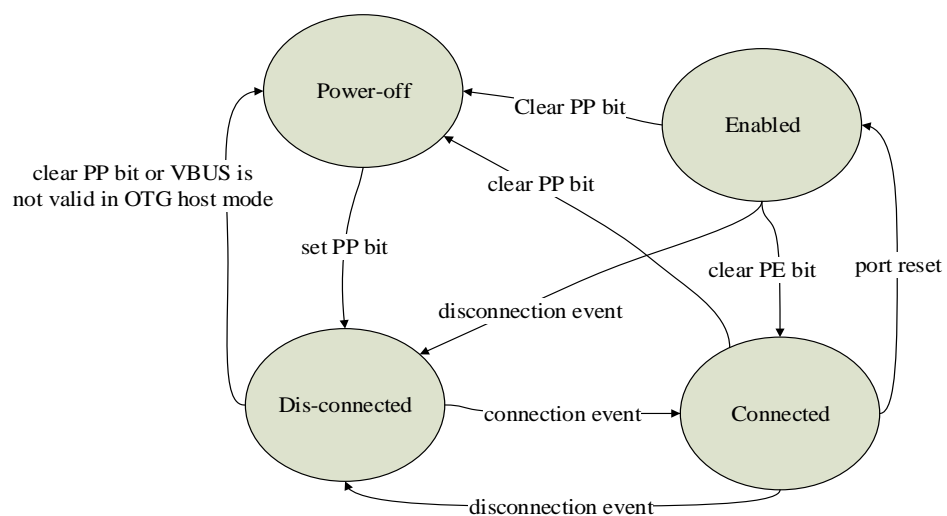 Power-off
Enabled
Clear PP bit
clear PP bit or VBUS is
not valid in OTG host mode
clear PP bit
set PP bit
clear PE bit
port reset
disconnection event
Dis-connected
connection event
Connected
disconnection event